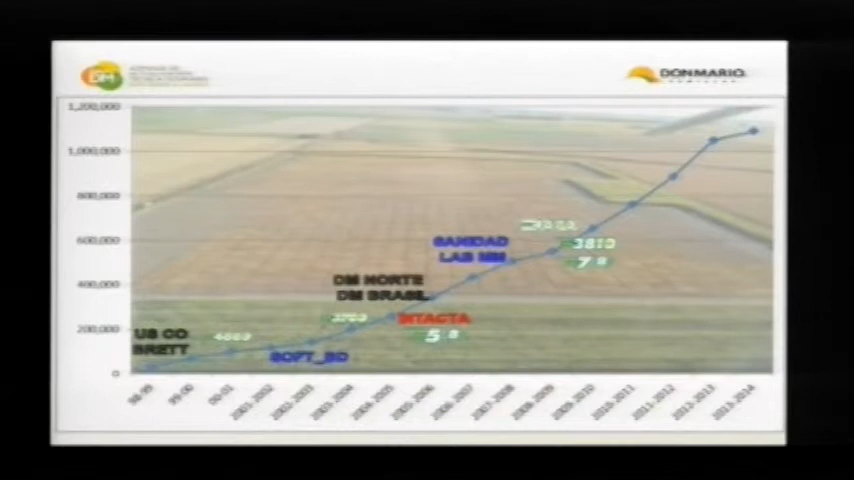 DM
DONMARIO
1,200,000
1,000,000
800,000
600,000
400,000
200,000
0
SANIDAD
LAB MM
3810
7
DM NORTE
DM BRASIL
INTACTA
5
US CO
BRETT
4000
3700
SOFT_BD
98-99
99-00
00-01
2001-2002
2002-2003
2003-2004
2004-2005
2005-2006
2006-2007
2007-2008
2008-2009
2009-2010
2010-2011
2011-2012
2012-2013
2013-2014